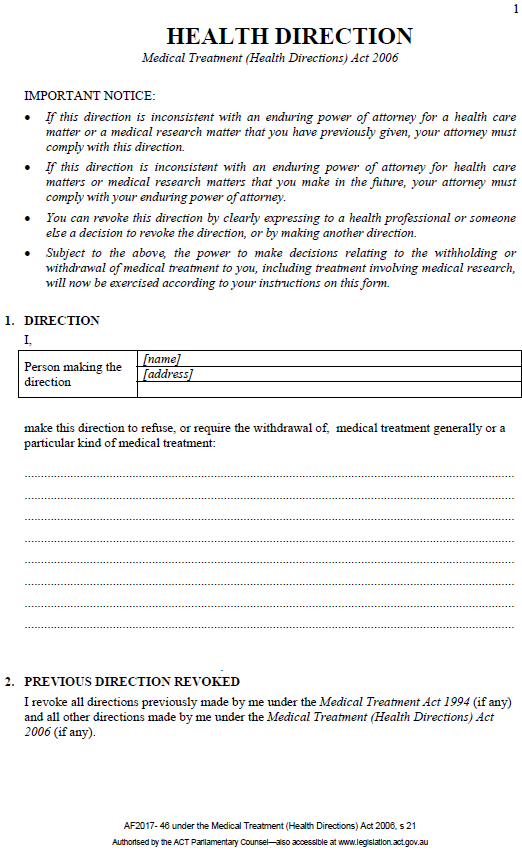 1
HEALTH DIRECTION
Medical Treatment (Health Directions) Act 2006
IMPORTANT NOTICE:
• If this direction is inconsistent with an enduring power of attorney for a health care
matter or a medical research matter that you have previously given, your attorney must
comply with this direction.
• If this direction is inconsistent with an enduring power of attorney for health care
matters or medical research matters that you make in the future, your attorney must
comply with your enduring power of attorney.
• You can revoke this direction by clearly expressing to a health professional or someone
else a decision to revoke the direction, or by making another direction.
• Subject to the above, the power to make decisions relating to the withholding or
withdrawal of medical treatment to you, including treatment involving medical research,
will now be exercised according to your instructions on this form.
1. DIRECTION
I,
Person making the
direction
[name]
[address]
make this direction to refuse, or require the withdrawal of, medical treatment generally or a
particular kind of medical treatment:
2. PREVIOUS DIRECTION REVOKED
I revoke all directions previously made by me under the Medical Treatment Act 1994 (if any)
and all other directions made by me under the Medical Treatment (Health Directions) Act
2006 (if any).
AF2017- 46 under the Medical Treatment (Health Directions) Act 2006, s 21
Authorised by the ACT Parliamentary Counsel—also accessible at www.legislation.act.gov.au